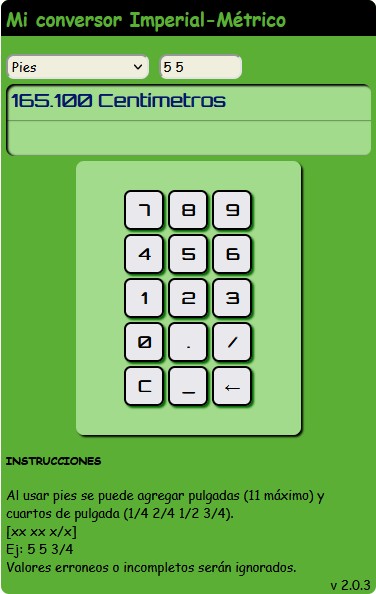 Mi conversor Imperial-Métrico
Pies 5 5
165.100 Centimetros
7 8 9
4 5 6
1 2 3
0 . /
C _ ←
INSTRUCCIONES
Al usar pies se puede agregar pulgadas (11 máximo) y
cuartos de pulgada (1/4 2/4 1/2 3/4).
[xx xx x/x]
Ej: 5 5 3/4
Valores erroneos o incompletos serán ignorados.
v 2.0.3